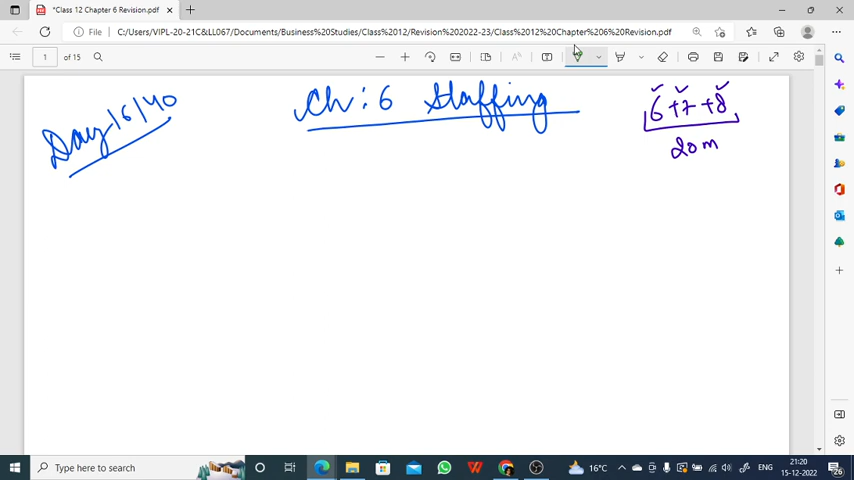 *Class 12 Chapter 6 Revision.pdf
File C:/Users/VIPL-20-21C&LL067/Documents/Business%20Studies/Class%2012/Revision%202022-23/Class%2012%20Chapter%206%20Revision.pdf
1 of 15
Day 16/40
Ch: 6 Staffing
6+7+8
20m
Type here to search
16°C ENG 21:20
15-12-2022
26